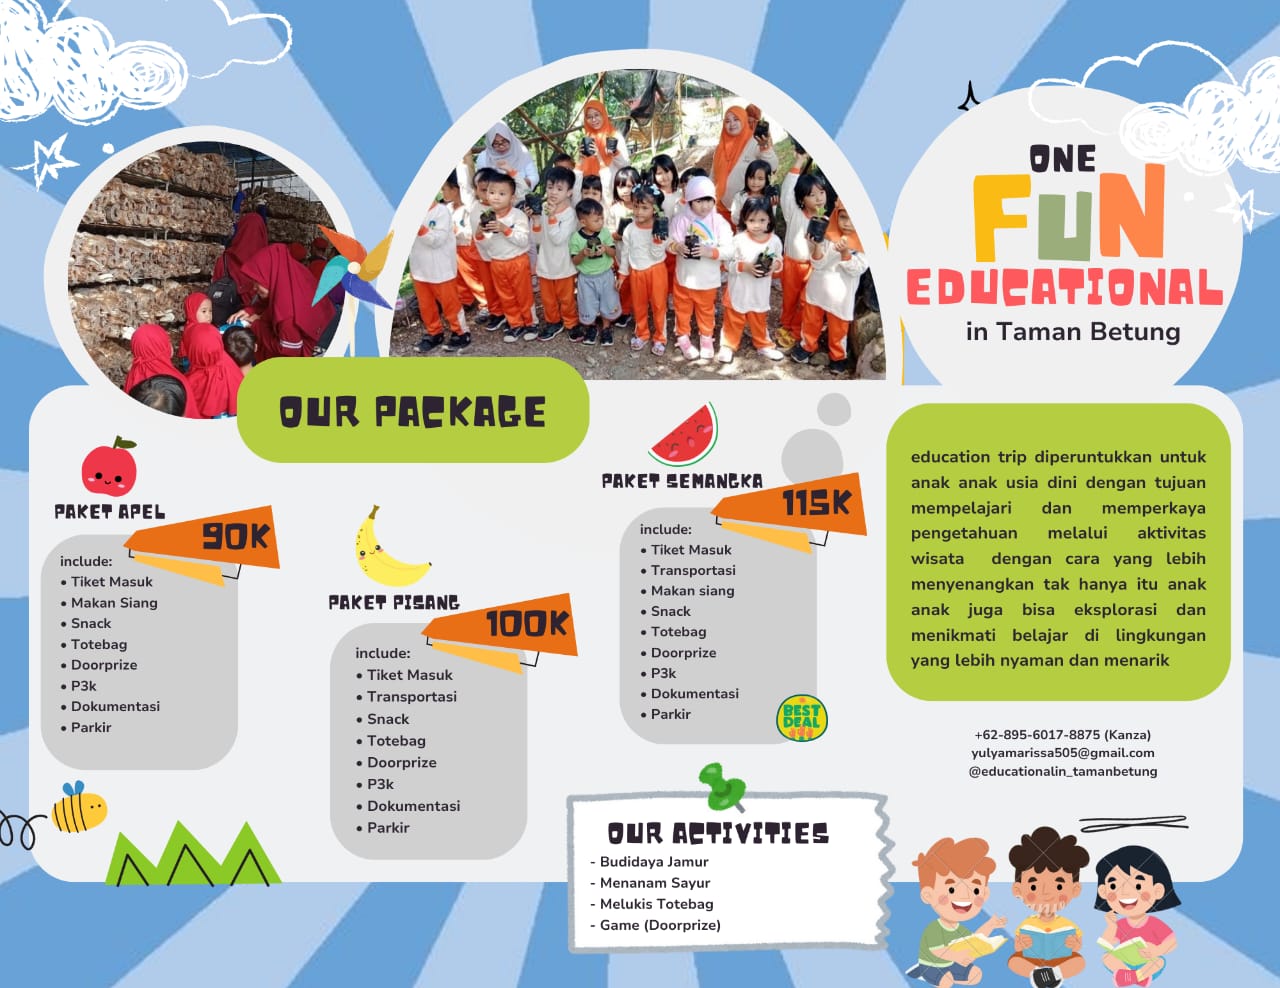 ONE
FUN
EDUCATIONAL
in Taman Betung
OUR PACKAGE
PAKET APEL
90K
include:
• Tiket Masuk
• Makan Siang
• Snack
• Totebag
• Doorprize
• P3k
• Dokumentasi
• Parkir
PAKET PISANG
100K
include:
• Tiket Masuk
• Transportasi
• Snack
• Totebag
• Doorprize
• P3k
• Dokumentasi
• Parkir
PAKET SEMANGKA
115K
include:
• Tiket Masuk
• Transportasi
• Makan siang
• Snack
• Totebag
• Doorprize
• P3k
• Dokumentasi
• Parkir
BEST
DEAL
OUR ACTIVITIES
- Budidaya Jamur
- Menanam Sayur
- Melukis Totebag
- Game (Doorprize)
education trip diperuntukkan untuk
anak anak usia dini dengan tujuan
mempelajari dan memperkaya
pengetahuan melalui aktivitas
wisata dengan cara yang lebih
menyenangkan tak hanya itu anak
anak juga bisa eksplorasi dan
menikmati belajar di lingkungan
yang lebih nyaman dan menarik
+62-895-6017-8875 (Kanza)
yulyamarissa505@gmail.com
@educationalin_tamanbetung